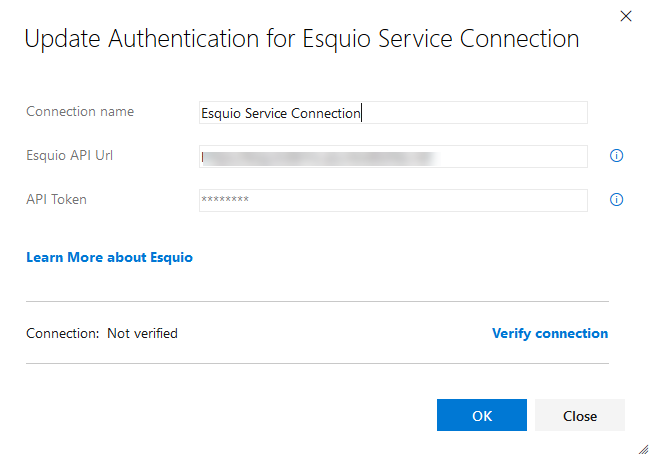 Update Authentication for Esquio Service Connection
Connection name
Esquio Service Connection
Esquio API Url
API Token
********
Learn More about Esquio
Connection: Not verified
Verify connection
OK
Close